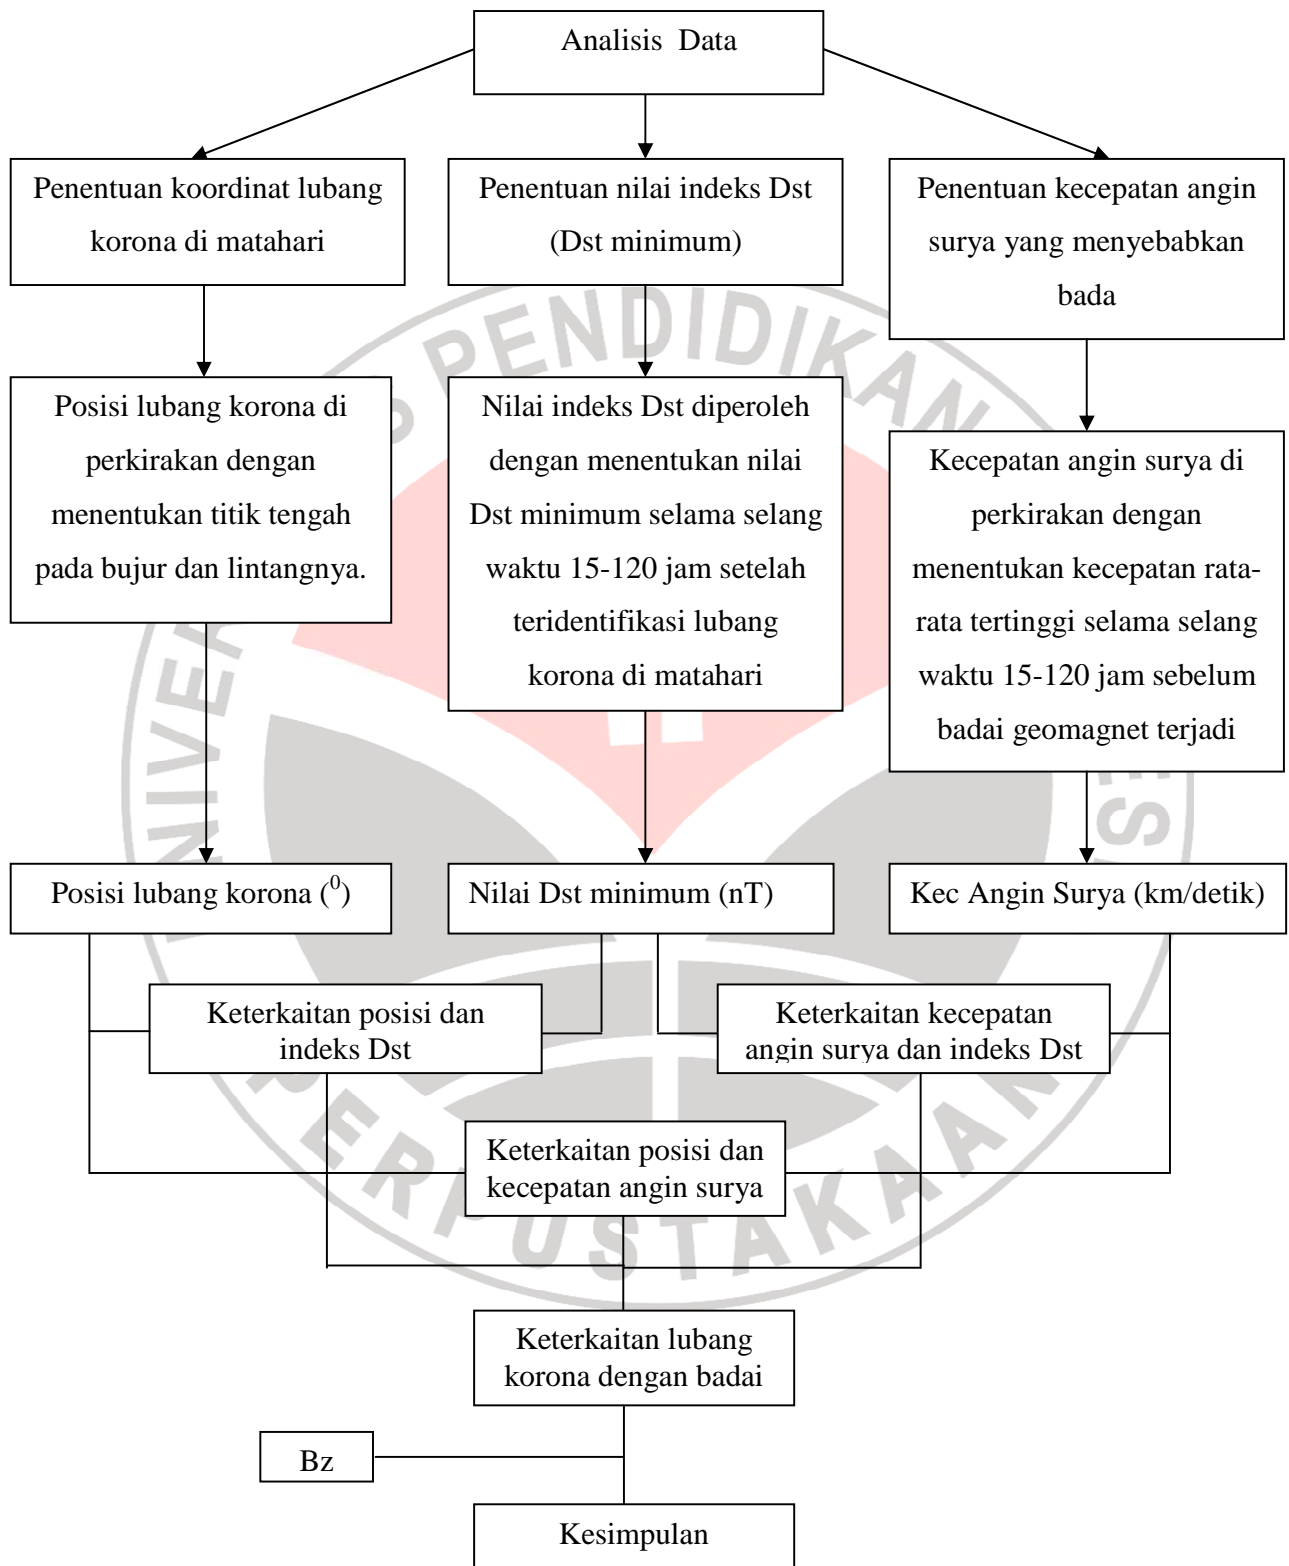 Analisis Data
Penentuan koordinat lubang
korona di matahari
Penentuan nilai indeks Dst
(Dst minimum)
Penentuan kecepatan angin
surya yang menyebabkan
bada
Posisi lubang korona di
perkirakan dengan
menentukan titik tengah
pada bujur dan lintangnya.
Nilai indeks Dst diperoleh
dengan menentukan nilai
Dst minimum selama selang
waktu 15-120 jam setelah
teridentifikasi lubang
korona di matahari
Kecepatan angin surya di
perkirakan dengan
menentukan kecepatan rata-
rata tertinggi selama selang
waktu 15-120 jam sebelum
badai geomagnet terjadi
Posisi lubang korona (⁰)
Nilai Dst minimum (nT)
Kec Angin Surya (km/detik)
Keterkaitan posisi dan
indeks Dst
Keterkaitan kecepatan
angin surya dan indeks Dst
Keterkaitan posisi dan
kecepatan angin surya
Keterkaitan lubang
korona dengan badai
Bz
Kesimpulan
PENDIDIKAN
PERPUSTAKAAN